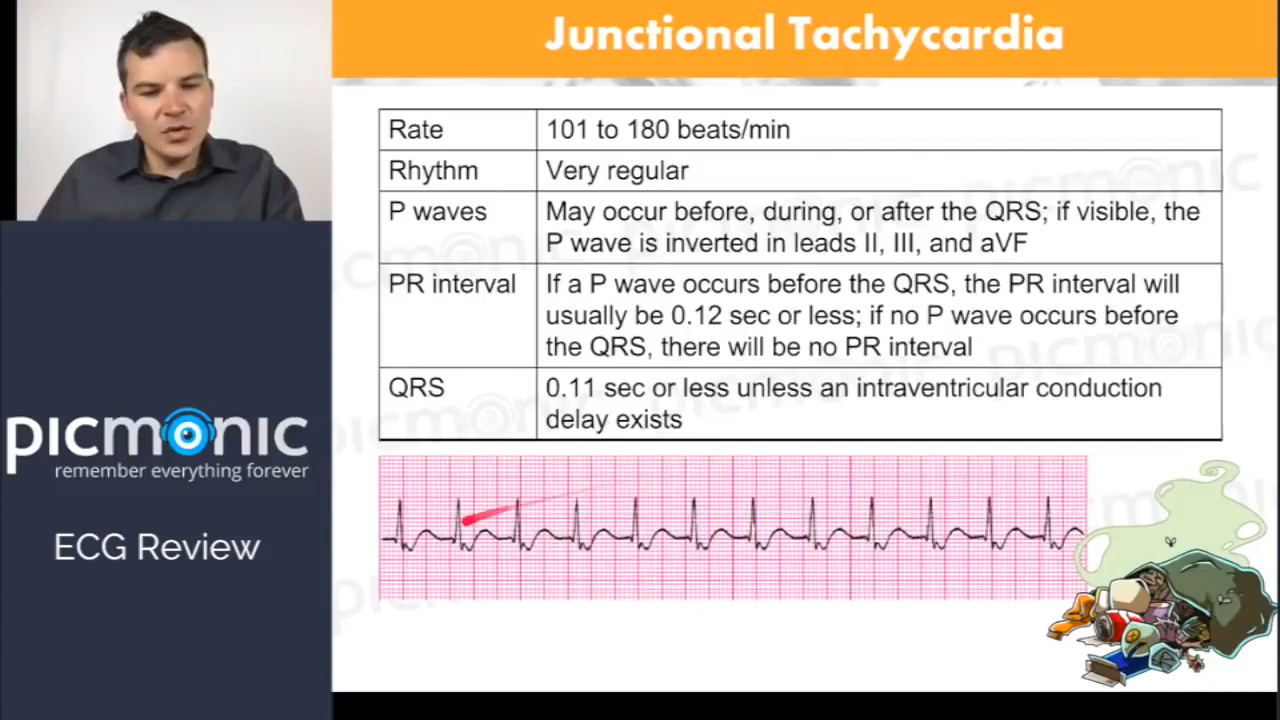 Junctional Tachycardia
Rate 101 to 180 beats/min
Rhythm Very regular
P waves May occur before, during, or after the QRS; if visible, the
P wave is inverted in leads II, III, and aVF
PR interval If a P wave occurs before the QRS, the PR interval will
usually be 0.12 sec or less; if no P wave occurs before
the QRS, there will be no PR interval
QRS 0.11 sec or less unless an intraventricular conduction
delay exists
picmonic
remember everything forever
ECG Review